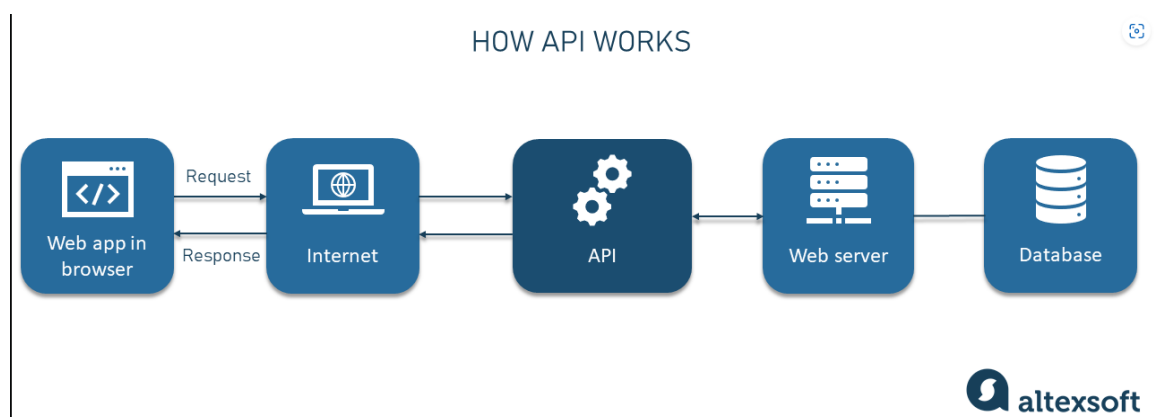 HOW API WORKS
Request
Response
Web app in
browser
Internet
API
Web server
Database
altexsoft